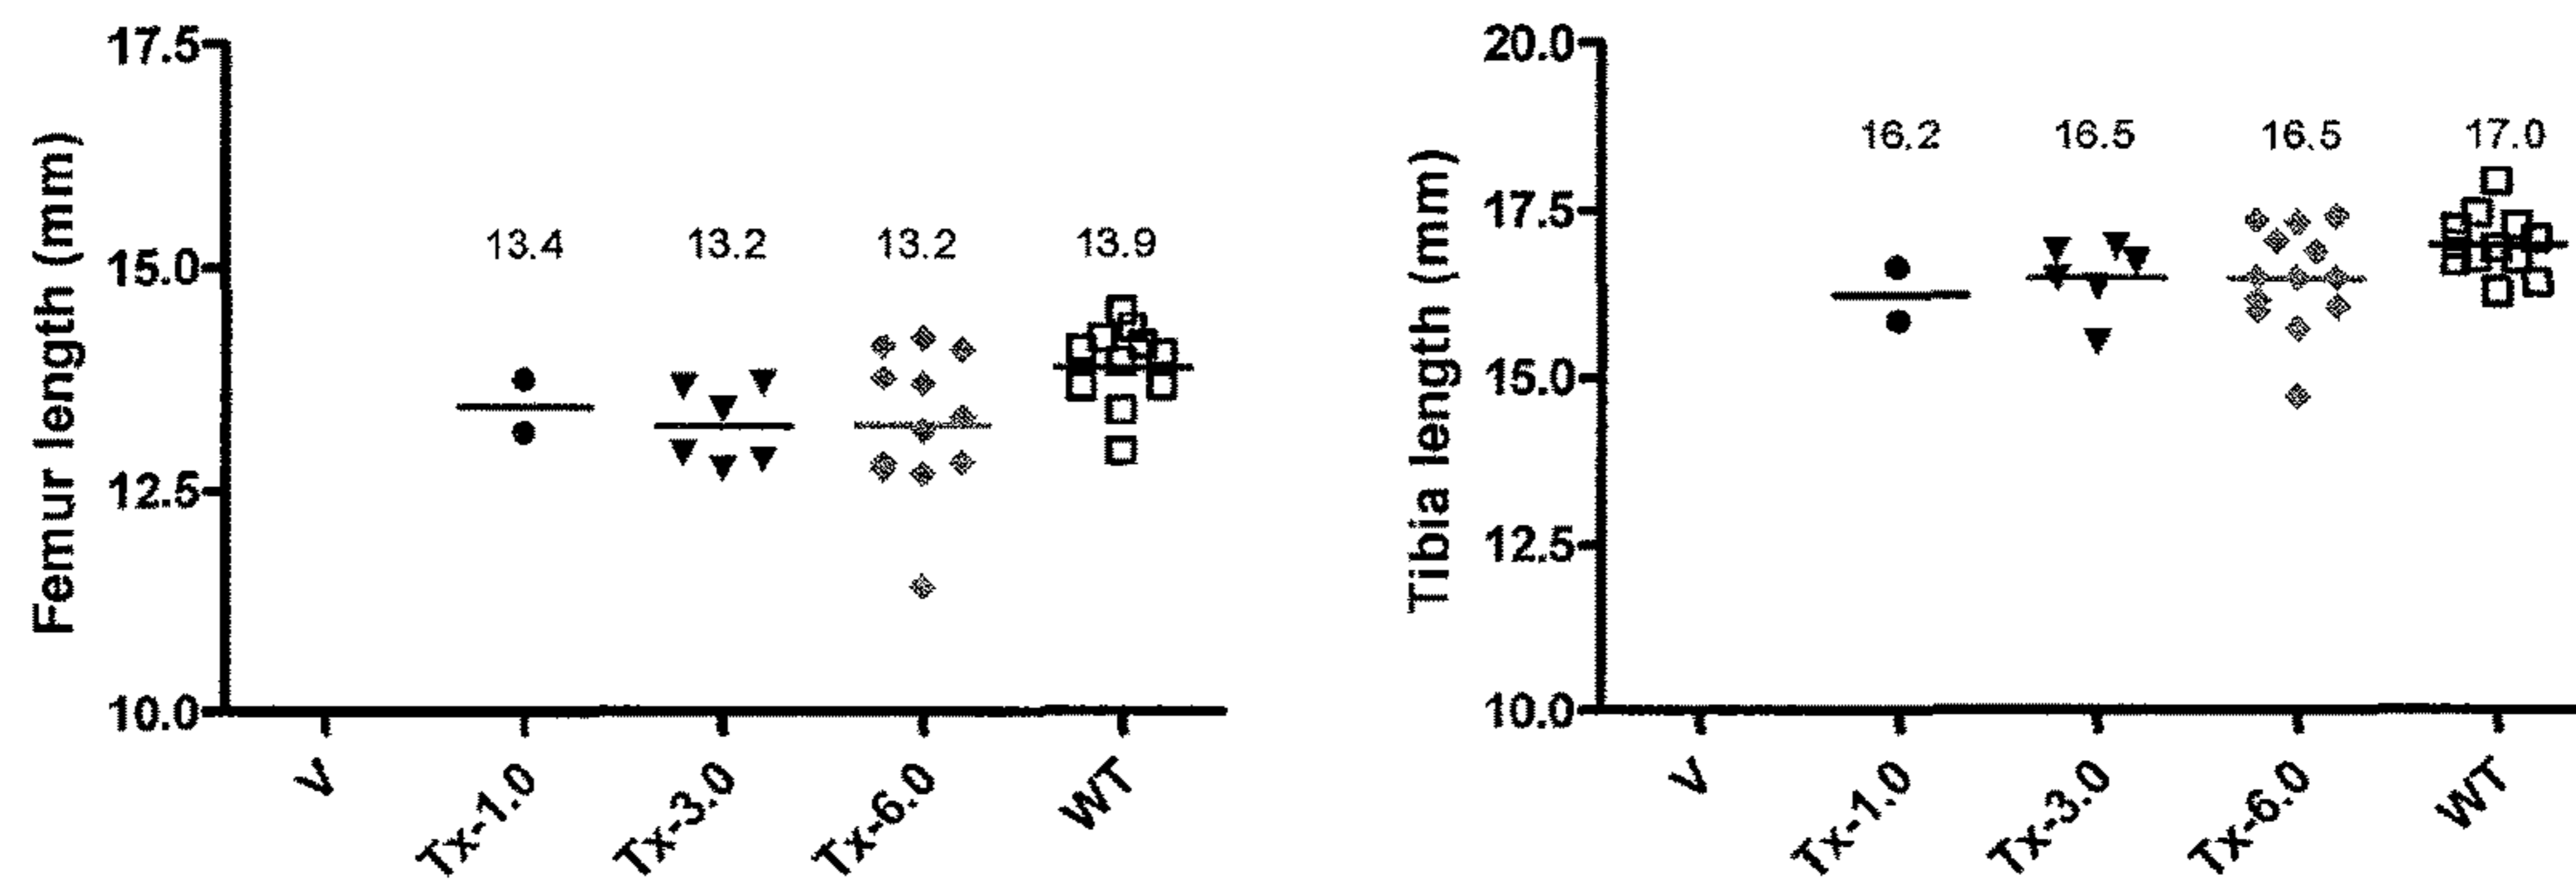 Femur length (mm)
17.5
15.0
12.5
10.0
13.4 13.2 13.2 13.9
V Tx-1.0 Tx-3.0 Tx-6.0 WT
Tibia length (mm)
20.0
17.5
15.0
12.5
10.0
16.2 16.5 16.5 17.0
V Tx-1.0 Tx-3.0 Tx-6.0 WT